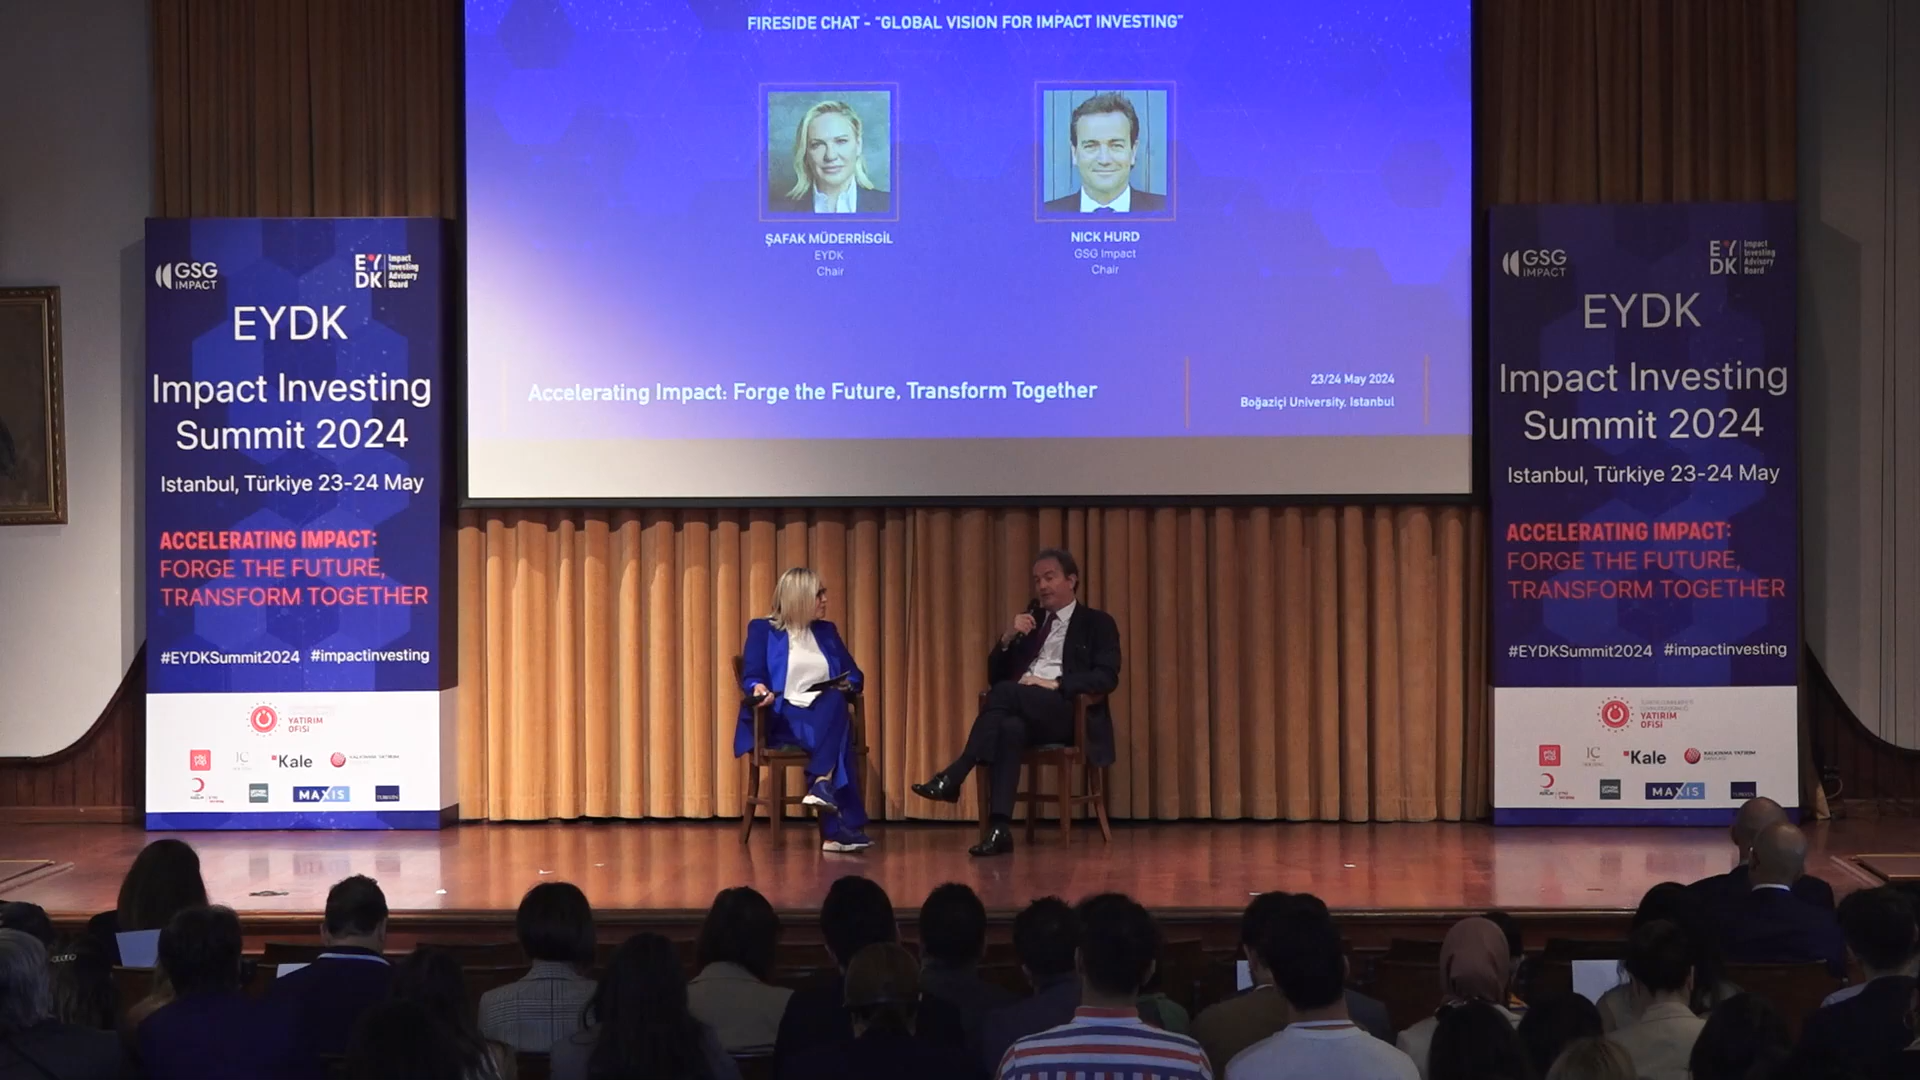 FIRESIDE CHAT - "GLOBAL VISION FOR IMPACT INVESTING"
ŞAFAK MÜDERRİSGİL
EYDK
Chair
NICK HURD
GSG Impact
Chair
Accelerating Impact: Forge the Future, Transform Together
23/24 May 2024
Boğaziçi University, Istanbul
GSG
IMPACT
EYDK
Impact
Investing
Advisory
Board
EYDK
Impact Investing
Summit 2024
Istanbul, Türkiye 23-24 May
ACCELERATING IMPACT:
FORGE THE FUTURE,
TRANSFORM TOGETHER
#EYDKSummit2024 #impactinvesting
YATIRIM
OFİSİ
Kale
KALKINMA YATIRIM
MAXIS
GSG
IMPACT
EYDK
Impact
Investing
Advisory
Board
EYDK
Impact Investing
Summit 2024
Istanbul, Türkiye 23-24 May
ACCELERATING IMPACT:
FORGE THE FUTURE,
TRANSFORM TOGETHER
#EYDKSummit2024 #impactinvesting
YATIRIM
OFİSİ
Kale
KALKINMA YATIRIM
MAXIS